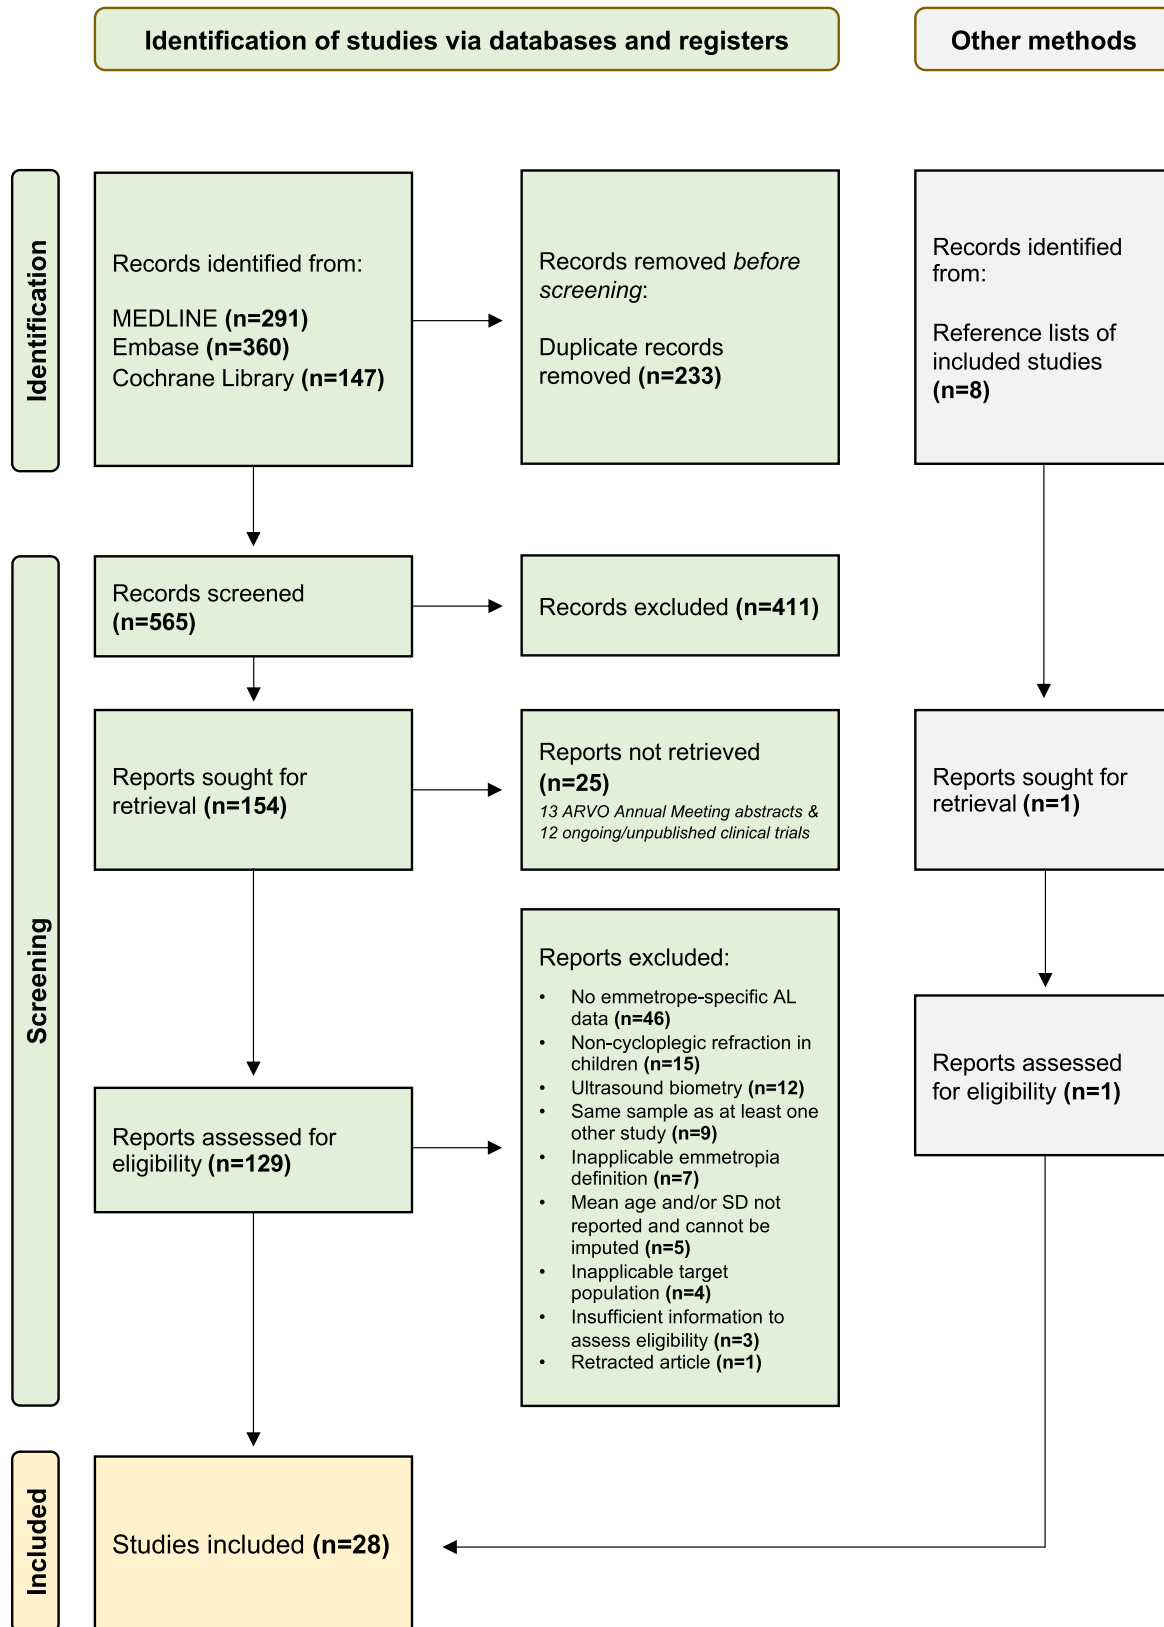 Identification of studies via databases and registers
Other methods
Identification
Records identified from:
MEDLINE (n=291)
Embase (n=360)
Cochrane Library (n=147)
Records removed before
screening:
Duplicate records
removed (n=233)
Records identified
from:
Reference lists of
included studies
(n=8)
Screening
Records screened
(n=565)
Records excluded (n=411)
Reports sought for
retrieval (n=154)
Reports not retrieved
(n=25)
13 ARVO Annual Meeting abstracts &
12 ongoing/unpublished clinical trials
Reports sought for
retrieval (n=1)
Reports assessed for
eligibility (n=129)
Reports excluded:
• No emmetrope-specific AL
data (n=46)
• Non-cycloplegic refraction in
children (n=15)
• Ultrasound biometry (n=12)
• Same sample as at least one
other study (n=9)
• Inapplicable emmetropia
definition (n=7)
• Mean age and/or SD not
reported and cannot be
imputed (n=5)
• Inapplicable target
population (n=4)
• Insufficient information to
assess eligibility (n=3)
• Retracted article (n=1)
Reports assessed
for eligibility (n=1)
Included
Studies included (n=28)